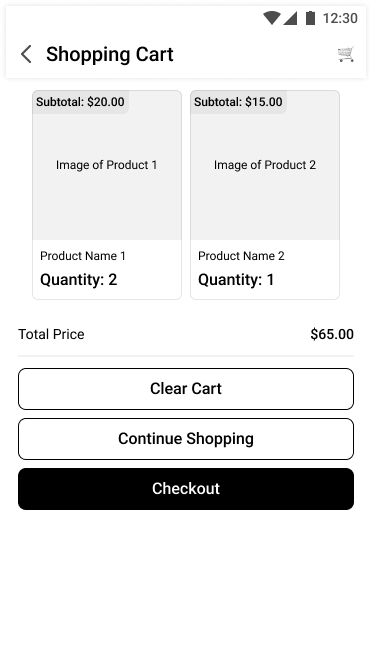 12:30
Shopping Cart
Subtotal: $20.00
Image of Product 1
Product Name 1
Quantity: 2
Subtotal: $15.00
Image of Product 2
Product Name 2
Quantity: 1
Total Price $65.00
Clear Cart
Continue Shopping
Checkout